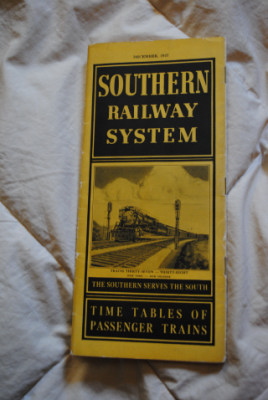 SOUTHERN
RAILWAY
SYSTEM
THE SOUTHERN SERVES THE SOUTH
TIME TABLES OF
PASSENGER TRAINS